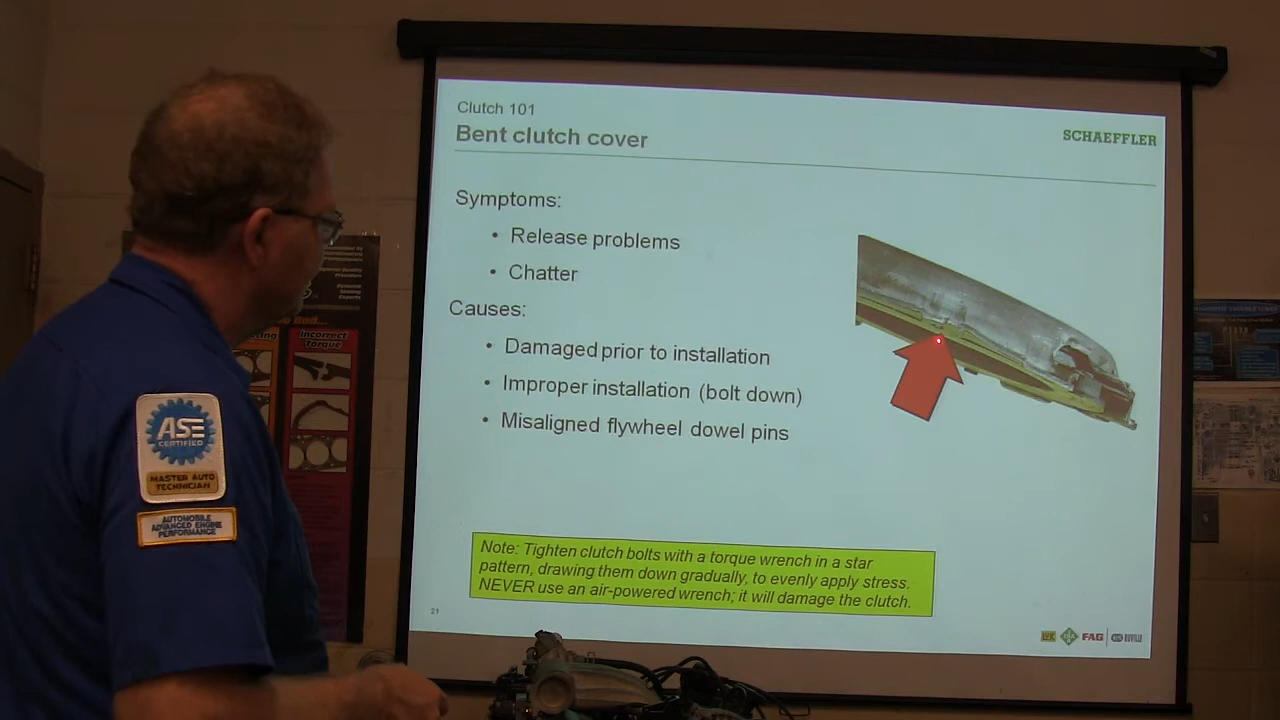 Clutch 101
Bent clutch cover
SCHAEFFLER
Symptoms:
• Release problems
• Chatter
Causes:
• Damaged prior to installation
• Improper installation (bolt down)
• Misaligned flywheel dowel pins
Note: Tighten clutch bolts with a torque wrench in a star
pattern, drawing them down gradually, to evenly apply stress.
NEVER use an air-powered wrench; it will damage the clutch.
21
FAG
ASE
CERTIFIED
MASTER AUTO
TECHNICIAN
AUTOMOBILE
ADVANCED ENGINE
PERFORMANCE
Incorrect
Torque